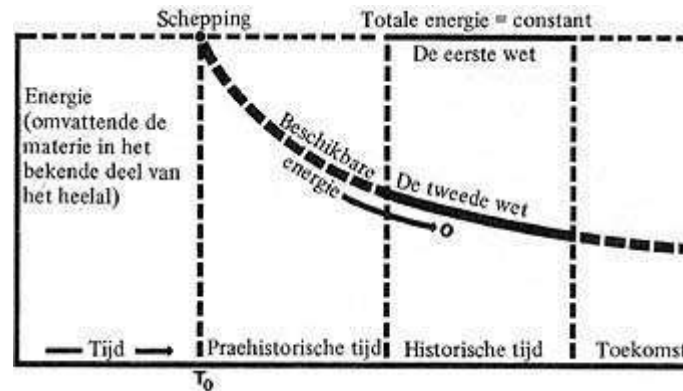 Schepping
Totale energie = constant
De eerste wet
Energie
(omvattende de
materie in het
bekende deel van
het heelal)
Beschikbare
energie
De tweede wet
O
Tijd
Praehistorische tijd
Historische tijd
Toekomst
To